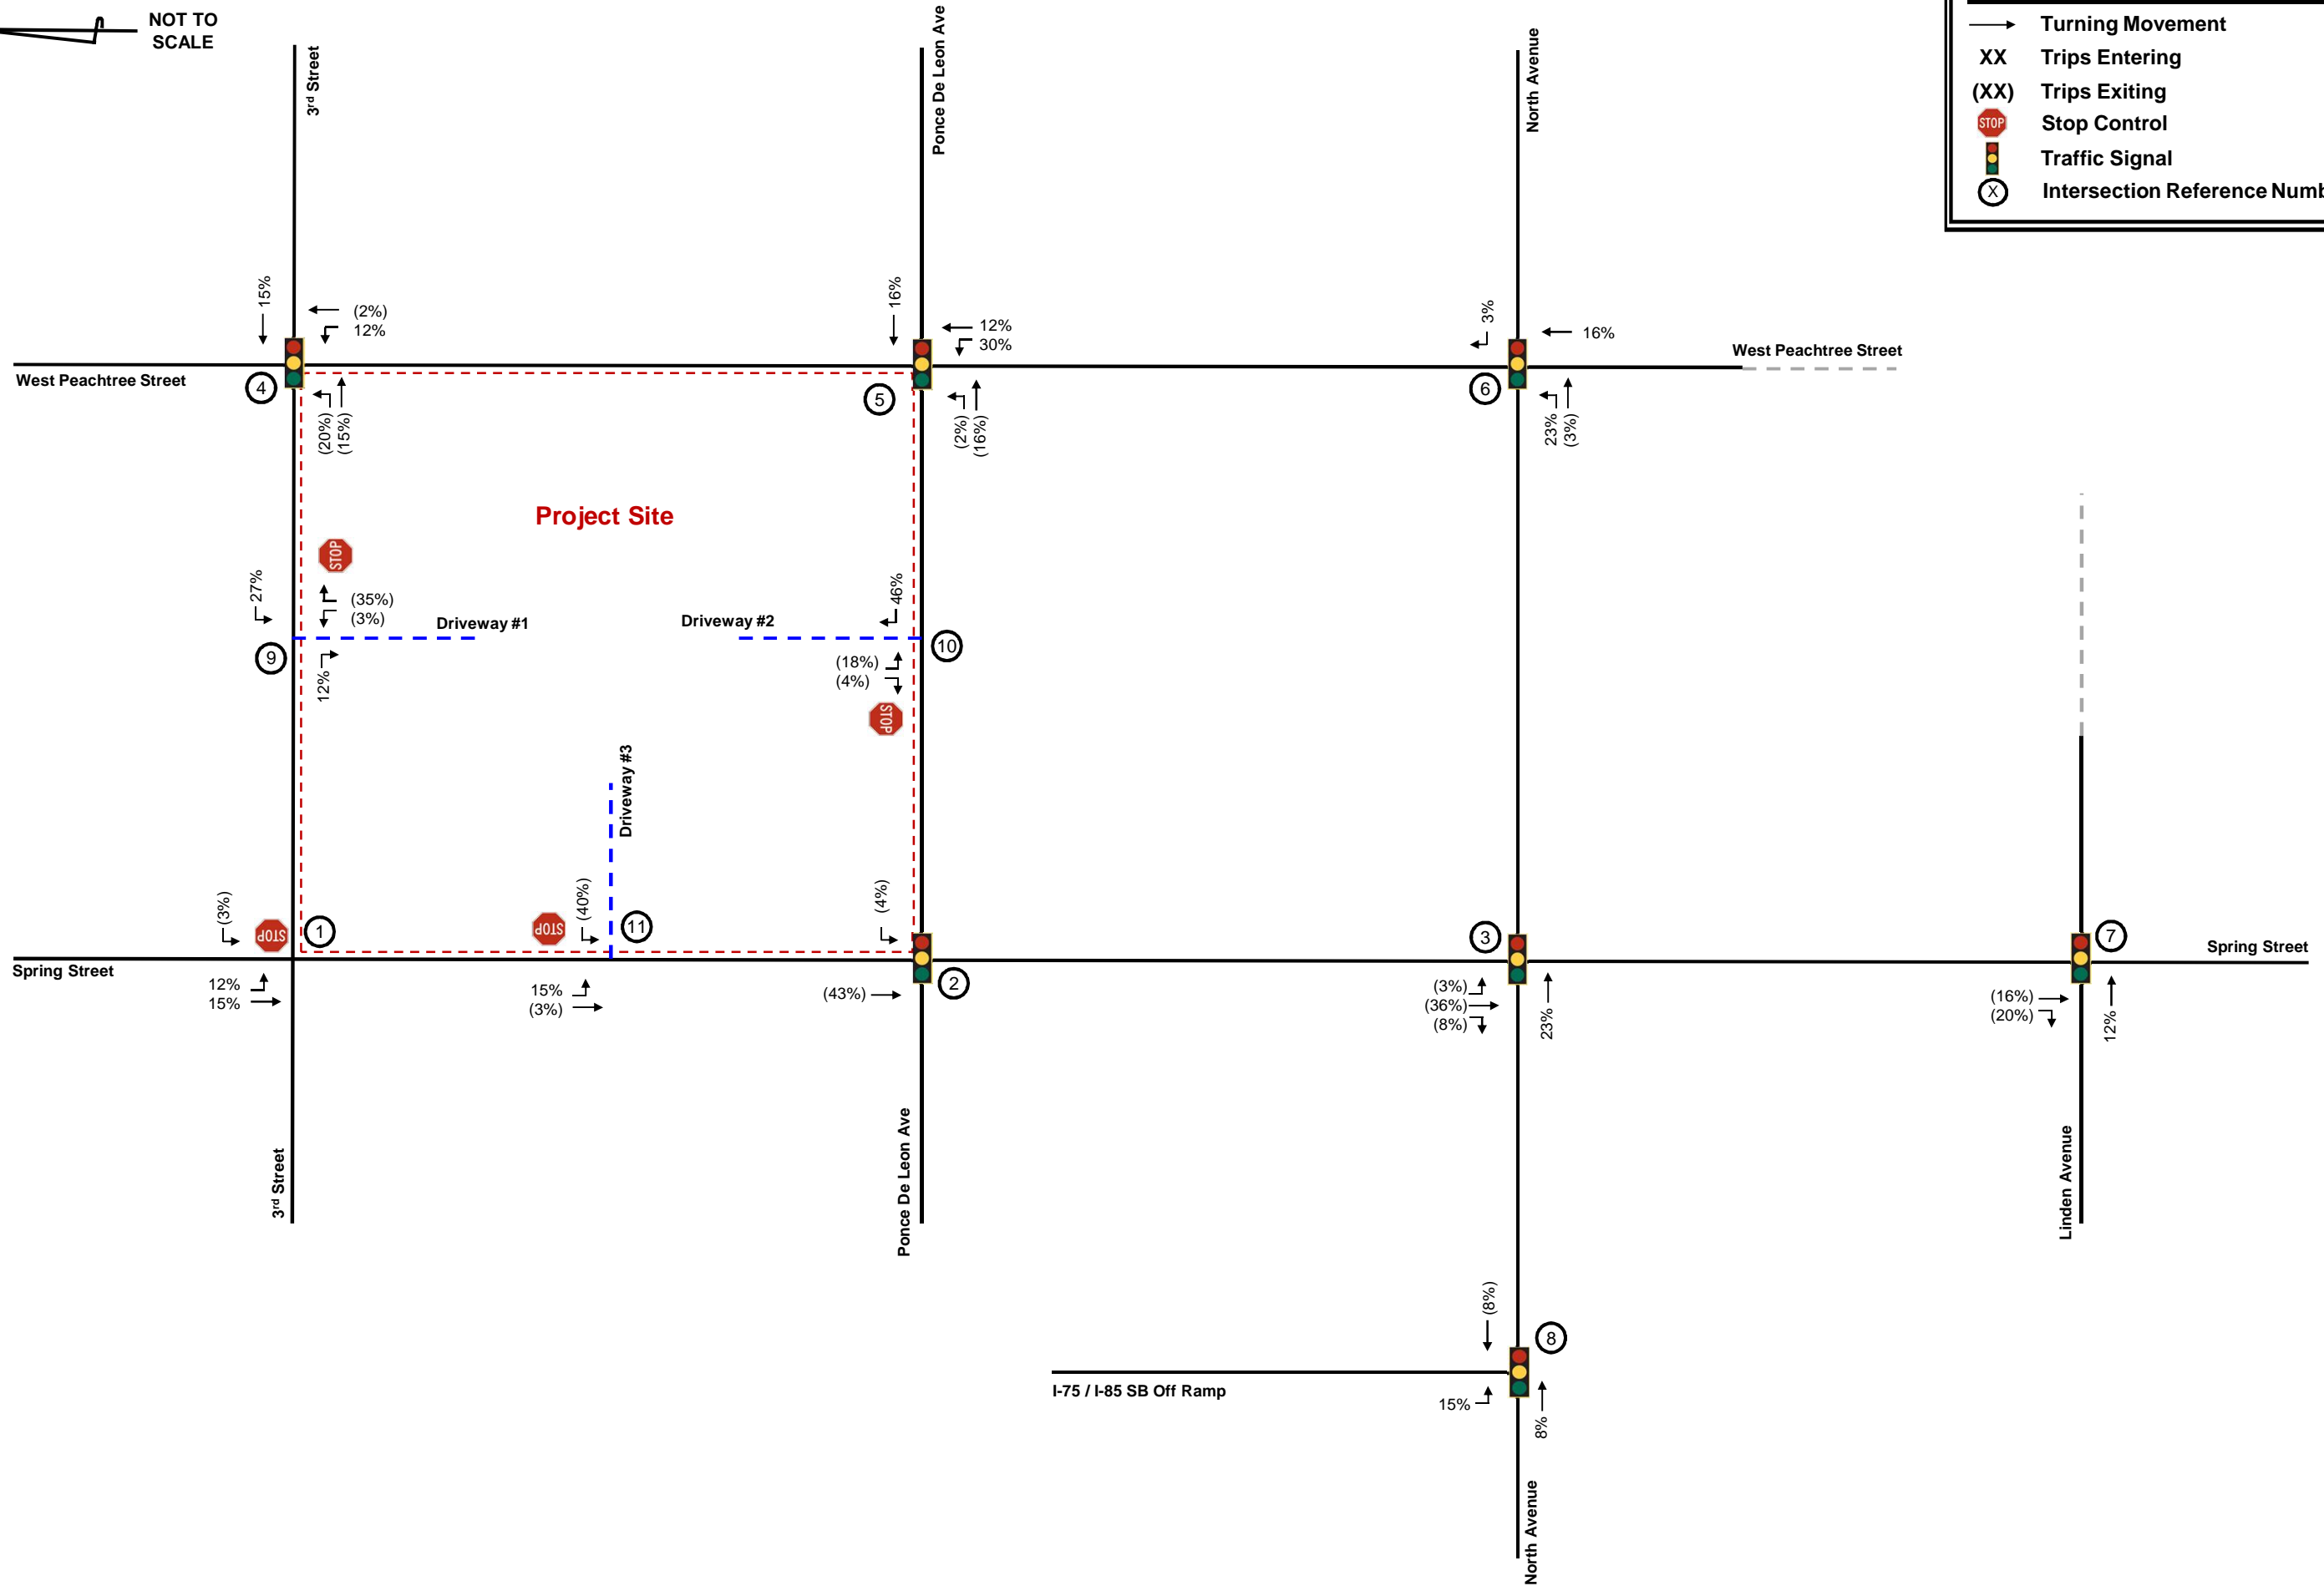 NOT TO
SCALE
3rd Street
Ponce De Leon Ave
North Avenue
Turning Movement
XX Trips Entering
(XX) Trips Exiting
STOP Stop Control
Traffic Signal
X Intersection Reference Numb
15%
(2%)
12%
16%
12%
30%
3%
16%
West Peachtree Street
West Peachtree Street
4
5
6
(20%)
(15%)
(2%)
(16%)
23%
(3%)
Project Site
STOP
27%
(35%)
(3%)
Driveway #1
Driveway #2
46%
9
10
12%
(18%)
(4%)
STOP
Driveway #3
(3%)
STOP
1
STOP
(40%)
11
(4%)
3
7
Spring Street
Spring Street
12%
15%
15%
(3%)
(43%)
2
(3%)
(36%)
(8%)
23%
(16%)
(20%)
12%
3rd Street
Ponce De Leon Ave
Linden Avenue
(8%)
8
I-75 / I-85 SB Off Ramp
15%
8%
North Avenue